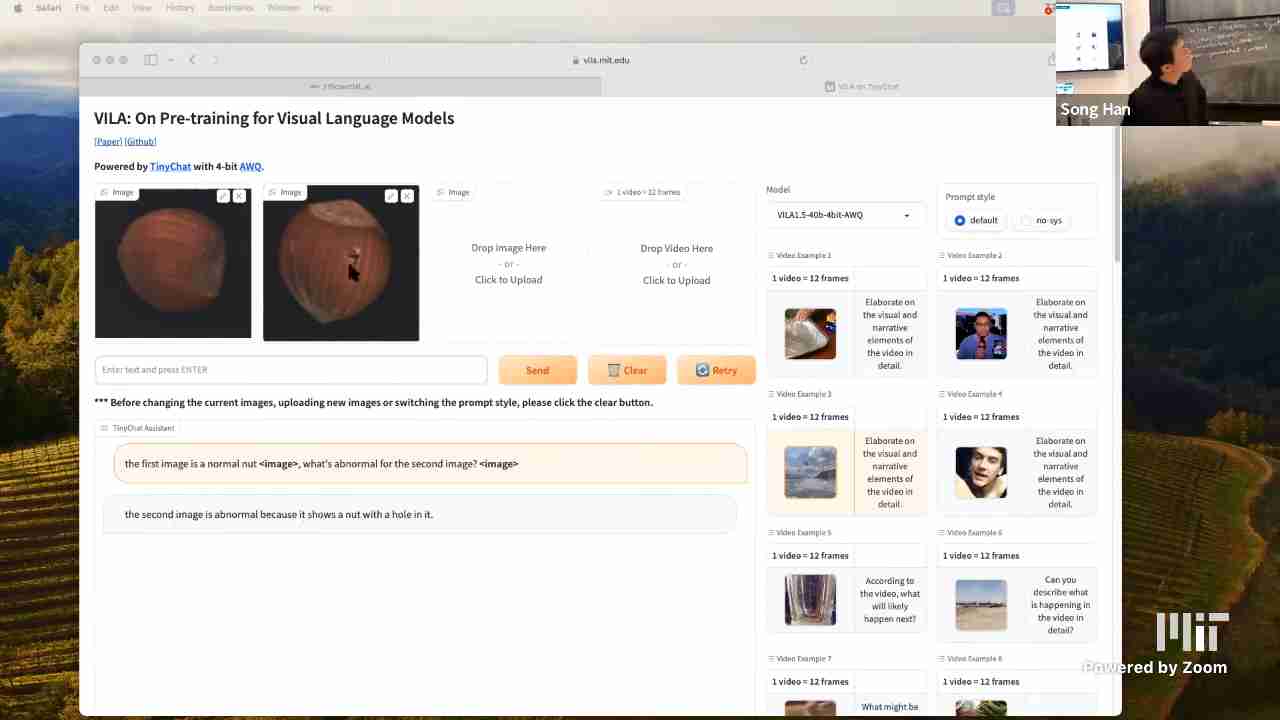 Safari File Edit View History Bookmarks Window Help
vila.mit.edu
VILA on TinyChat
VILA: On Pre-training for Visual Language Models
[Paper] [Github]
Powered by TinyChat with 4-bit AWQ.
Image
Image
Image
1 video = 12 frames
Drop Image Here
- or -
Click to Upload
Drop Video Here
- or -
Click to Upload
Model
VILA1.5-40b-4bit-AWQ
Prompt style
default
no-sys
Enter text and press ENTER
Send
Clear
Retry
*** Before changing the current images, uploading new images or switching the prompt style, please click the clear button.
TinyChat Assistant
the first image is a normal nut <image>, what's abnormal for the second image? <image>
the second image is abnormal because it shows a nut with a hole in it.
Video Example 1
1 video = 12 frames
Elaborate on
the visual and
narrative
elements of
the video in
detail.
Video Example 2
1 video = 12 frames
Elaborate on
the visual and
narrative
elements of
the video in
detail.
Video Example 3
1 video = 12 frames
Elaborate on
the visual and
narrative
elements of
the video in
detail.
Video Example 4
1 video = 12 frames
Elaborate on
the visual and
narrative
elements of
the video in
detail.
Video Example 5
1 video = 12 frames
According to
the video, what
will likely
happen next?
Video Example 6
1 video = 12 frames
Can you
describe what
is happening in
the video in
detail?
Video Example 7
1 video = 12 frames
What might be
Video Example 8
1 video = 12 frames
Song Han
MIT
Powered by Zoom